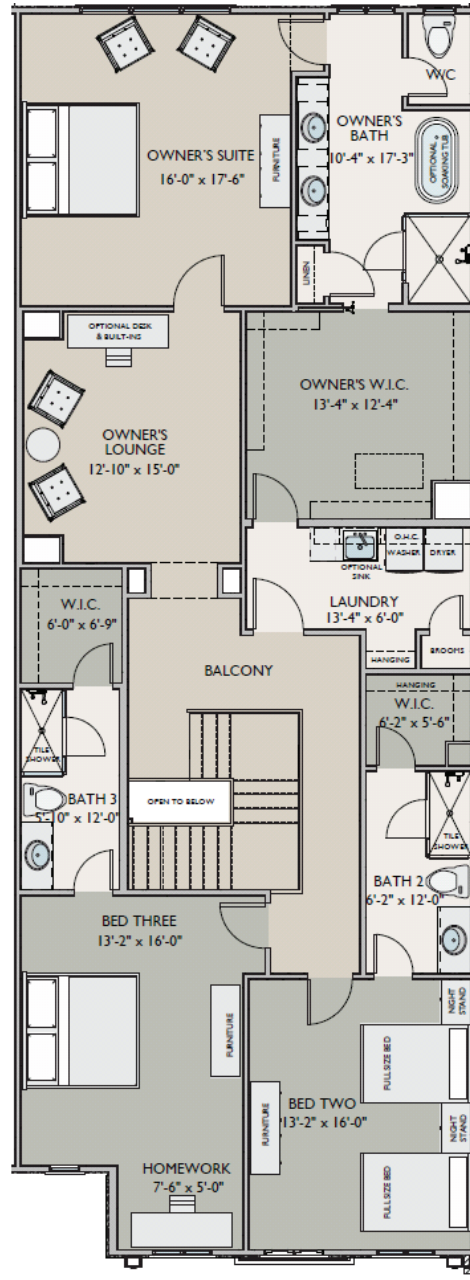 W/C
OWNER'S
BATH
10'-4" x 17'-3"
OWNER'S SUITE
16'-0" x 17'-6"
FURNITURE
OPTIONAL
SOAKING TUB
LINEN
OPTIONAL DESK
& BUILT-INS
OWNER'S W.I.C.
13'-4" x 12'-4"
OWNER'S
LOUNGE
12'-10" x 15'-0"
O.H.C.
WASHER
DRYER
OPTIONAL
SINK
LAUNDRY
13'-4" x 6'-0"
W.I.C.
6'-0" x 6'-9"
BROOMS
HANGING
BALCONY
HANGING
W.I.C.
6'-2" x 5'-6"
TILE
SHOWER
BATH 3
5'-10" x 12'-0"
OPEN TO BELOW
TILE
SHOWER
BATH 2
6'-2" x 12'-0"
BED THREE
13'-2" x 16'-0"
FURNITURE
NIGHT
STAND
FULL SIZE BED
BED TWO
13'-2" x 16'-0"
FURNITURE
NIGHT
STAND
HOMEWORK
7'-6" x 5'-0"
FULL SIZE BED